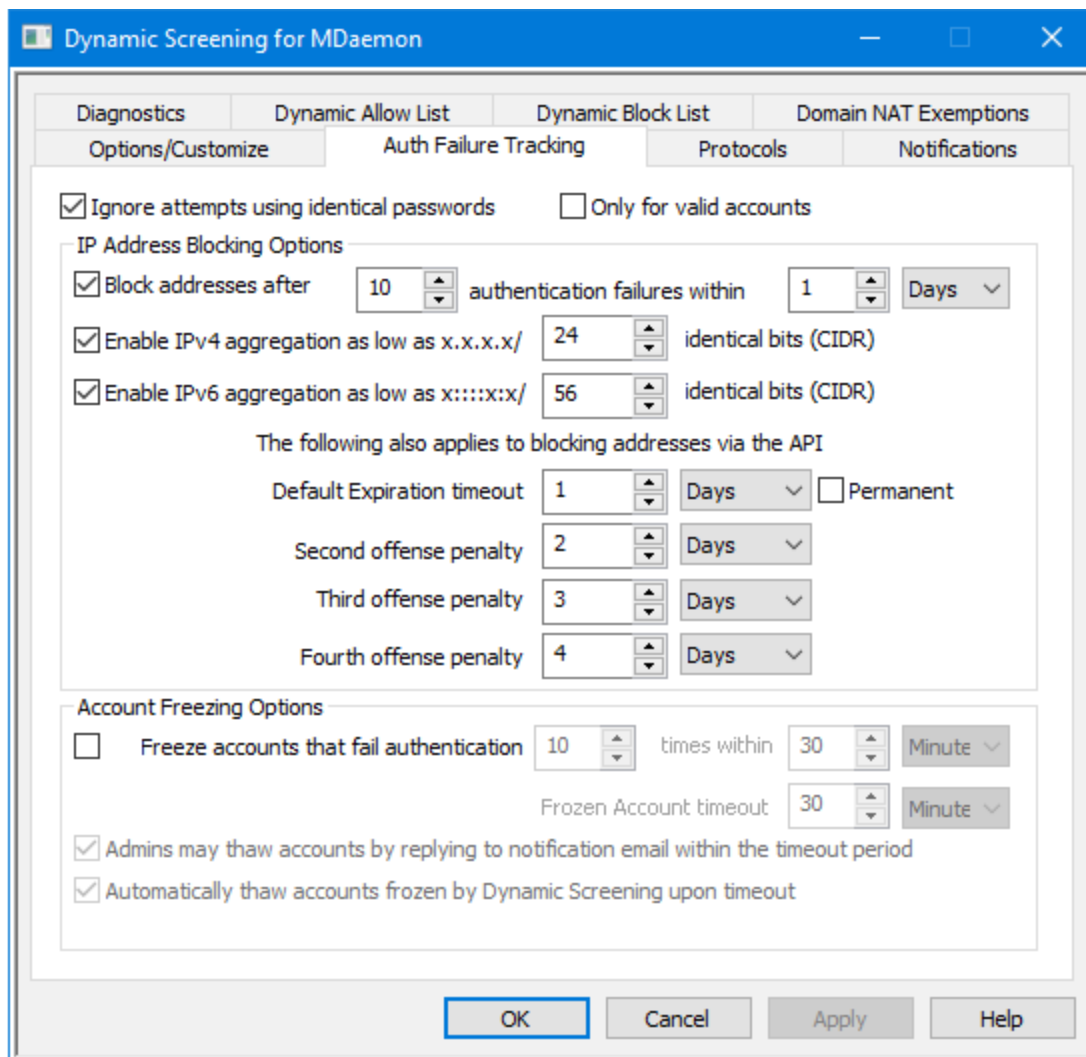 Dynamic Screening for MDaemon
Diagnostics Dynamic Allow List Dynamic Block List Domain NAT Exemptions
Options/Customize Auth Failure Tracking Protocols Notifications
Ignore attempts using identical passwords Only for valid accounts
IP Address Blocking Options
Block addresses after 10 authentication failures within 1 Days
Enable IPv4 aggregation as low as x.x.x.x/ 24 identical bits (CIDR)
Enable IPv6 aggregation as low as x::::x:x/ 56 identical bits (CIDR)
The following also applies to blocking addresses via the API
Default Expiration timeout 1 Days Permanent
Second offense penalty 2 Days
Third offense penalty 3 Days
Fourth offense penalty 4 Days
Account Freezing Options
Freeze accounts that fail authentication 10 times within 30 Minute
Frozen Account timeout 30 Minute
Admins may thaw accounts by replying to notification email within the timeout period
Automatically thaw accounts frozen by Dynamic Screening upon timeout
OK Cancel Apply Help